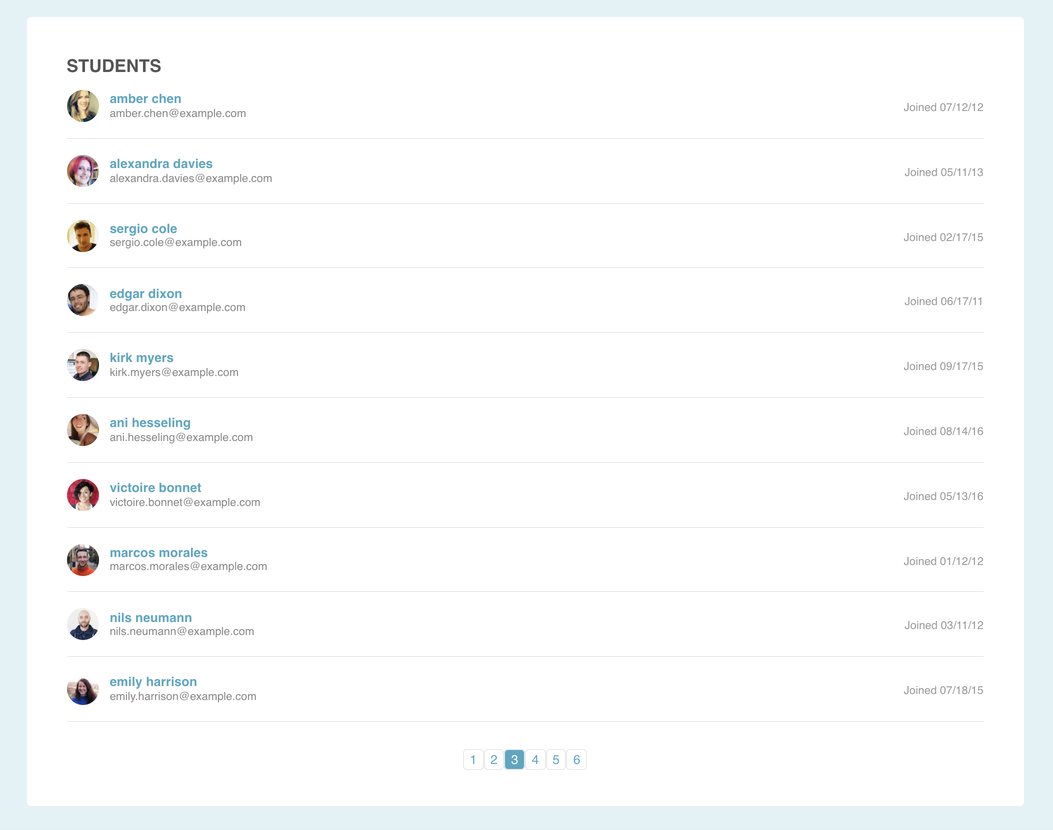 STUDENTS
amber chen
amber.chen@example.com
Joined 07/12/12
alexandra davies
alexandra.davies@example.com
Joined 05/11/13
sergio cole
sergio.cole@example.com
Joined 02/17/15
edgar dixon
edgar.dixon@example.com
Joined 06/17/11
kirk myers
kirk.myers@example.com
Joined 09/17/15
ani hesseling
ani.hesseling@example.com
Joined 08/14/16
victoire bonnet
victoire.bonnet@example.com
Joined 05/13/16
marcos morales
marcos.morales@example.com
Joined 01/12/12
nils neumann
nils.neumann@example.com
Joined 03/11/12
emily harrison
emily.harrison@example.com
Joined 07/18/15
1 2 3 4 5 6